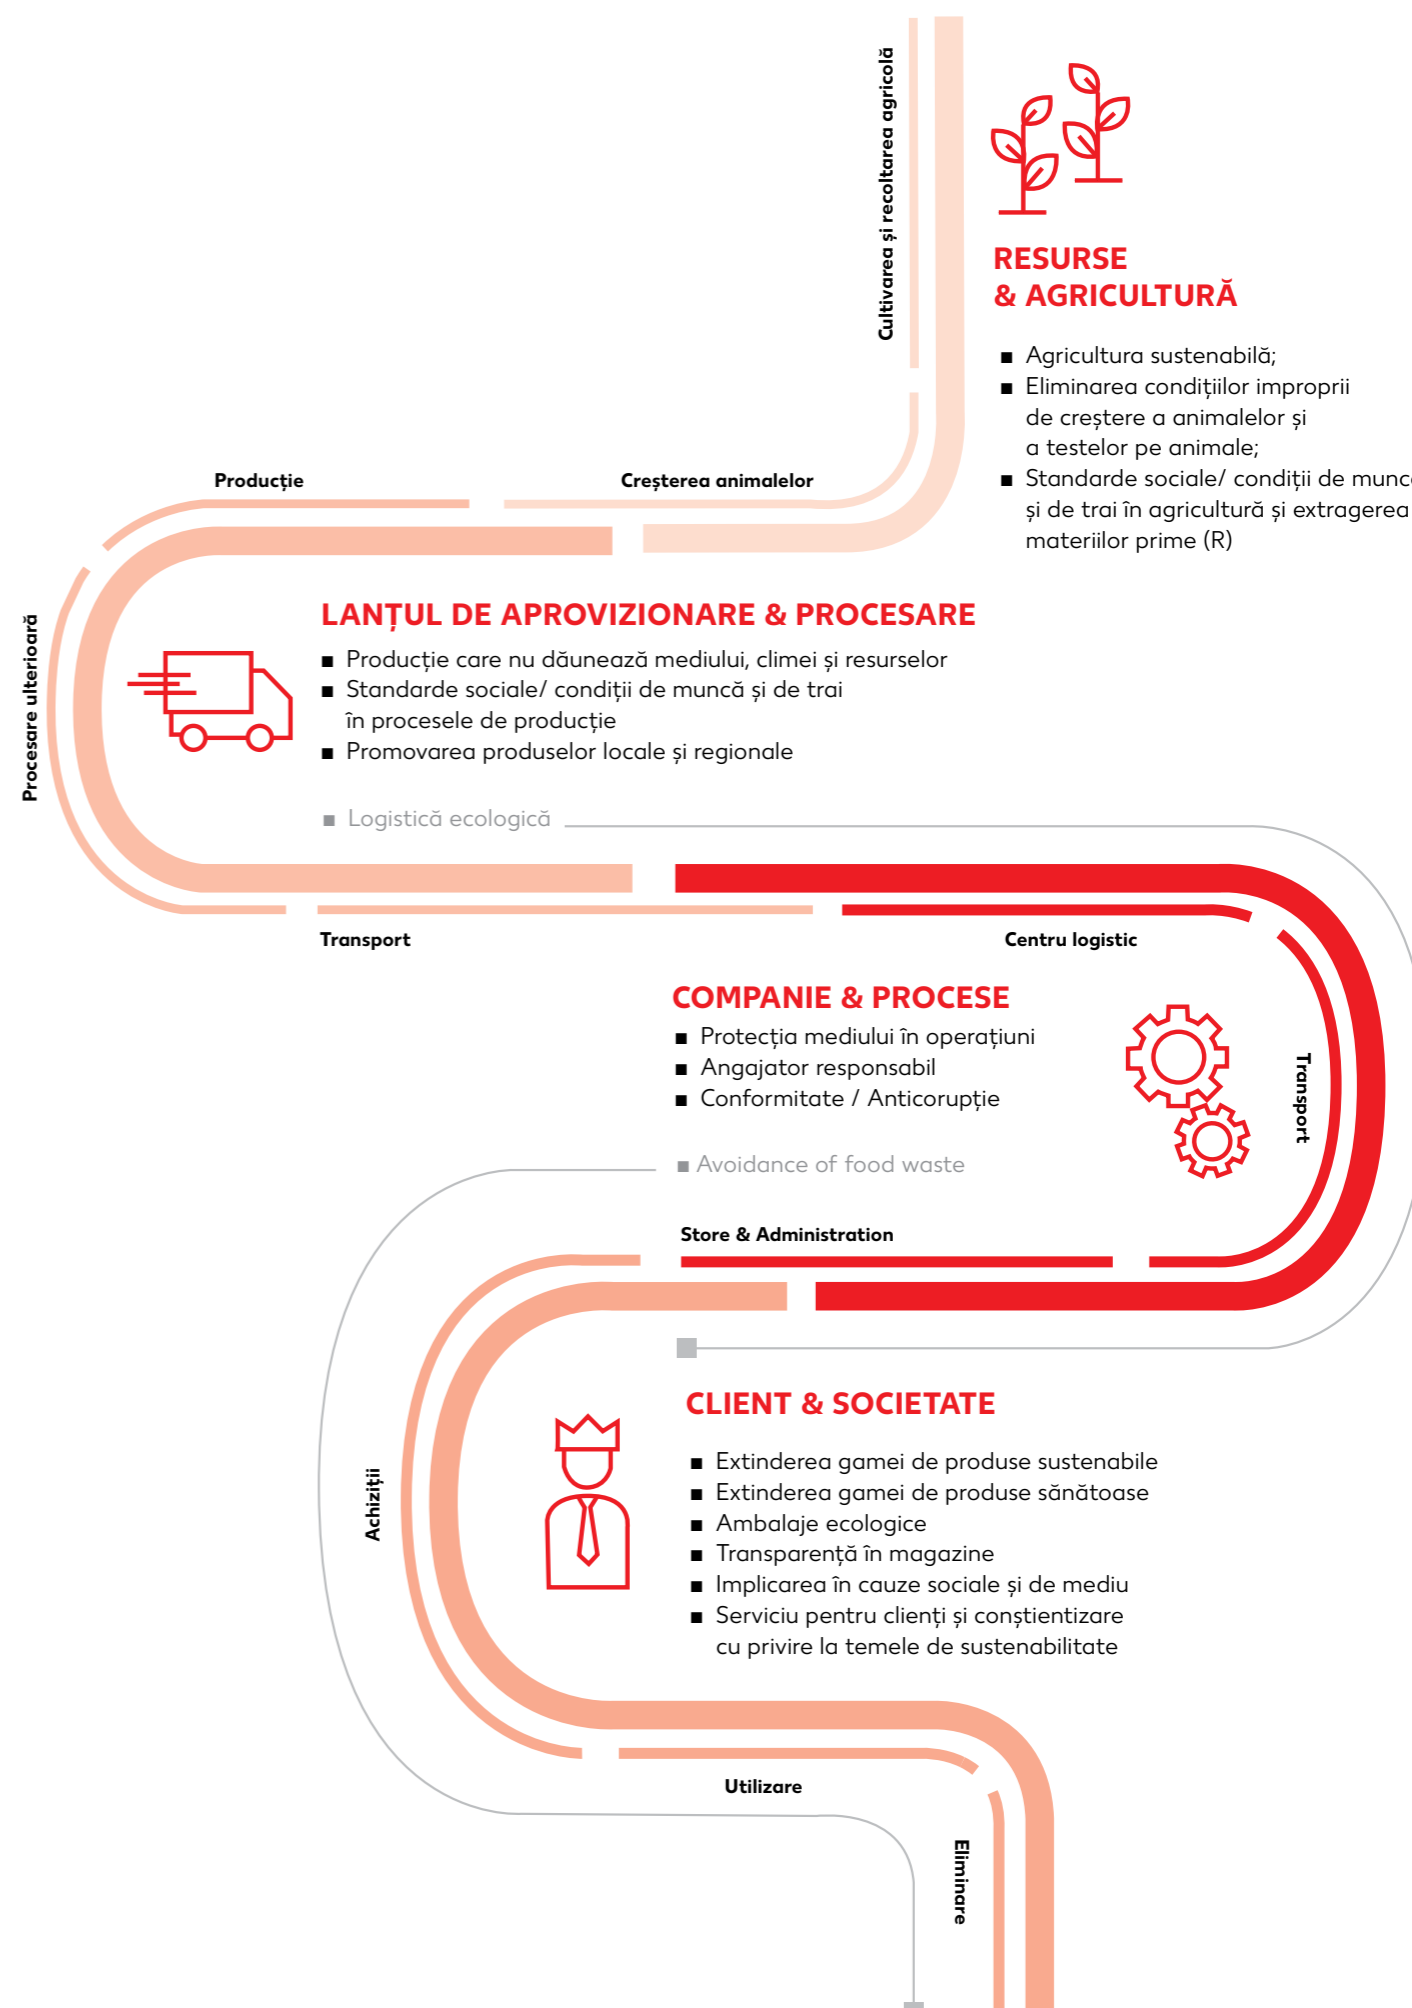 Cultivarea și recoltarea agricolă
RESURSE
& AGRICULTURĂ
■ Agricultura sustenabilă;
■ Eliminarea condițiilor improprii
de creștere a animalelor și
a testelor pe animale;
■ Standarde sociale/ condiții de
și de trai în agricultură și extragerea
materiilor prime (R)
Creșterea animalelor
Producție
Procesare ulterioară
LANȚUL DE APROVIZIONARE & PROCESARE
■ Producție care nu dăunează mediului, climei și resurselor
■ Standarde sociale/ condiții de muncă și de trai
în procesele de producție
■ Promovarea produselor locale și regionale
■ Logistică ecologică
Transport
Centru logistic
COMPANIE & PROCESE
■ Protecția mediului în operațiuni
■ Angajator responsabil
■ Conformitate / Anticorupție
■ Avoidance of food waste
Transport
Store & Administration
CLIENT & SOCIETATE
■ Extinderea gamei de produse sustenabile
■ Extinderea gamei de produse sănătoase
■ Ambalaje ecologice
■ Transparență în magazine
■ Implicarea în cauze sociale și de mediu
■ Serviciu pentru clienți și conștientizare
cu privire la temele de sustenabilitate
Achiziții
Utilizare
Eliminare